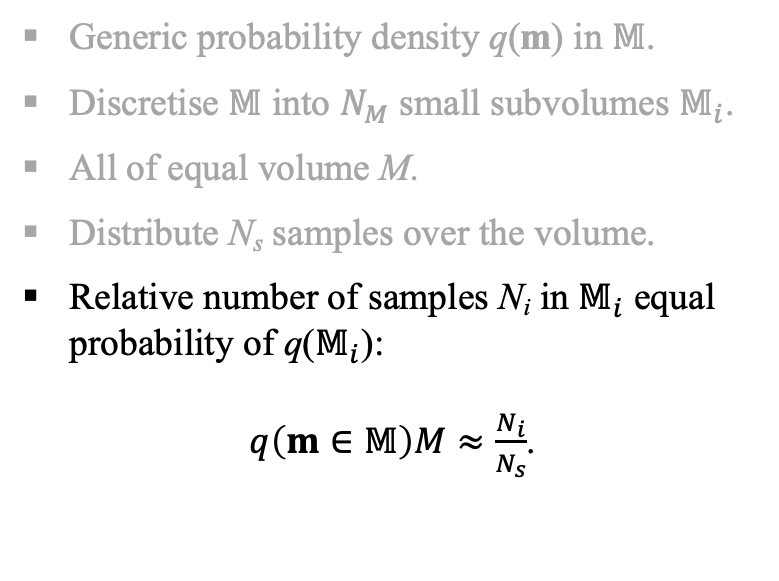 ▪ Generic probability density q(m) in 𝕄.
▪ Discretise 𝕄 into N_M small subvolumes 𝕄_i.
▪ All of equal volume M.
▪ Distribute N_s samples over the volume.
▪ Relative number of samples N_i in 𝕄_i equal
probability of q(𝕄_i):
q(m ∈ 𝕄)M ≈ N_i/N_s.